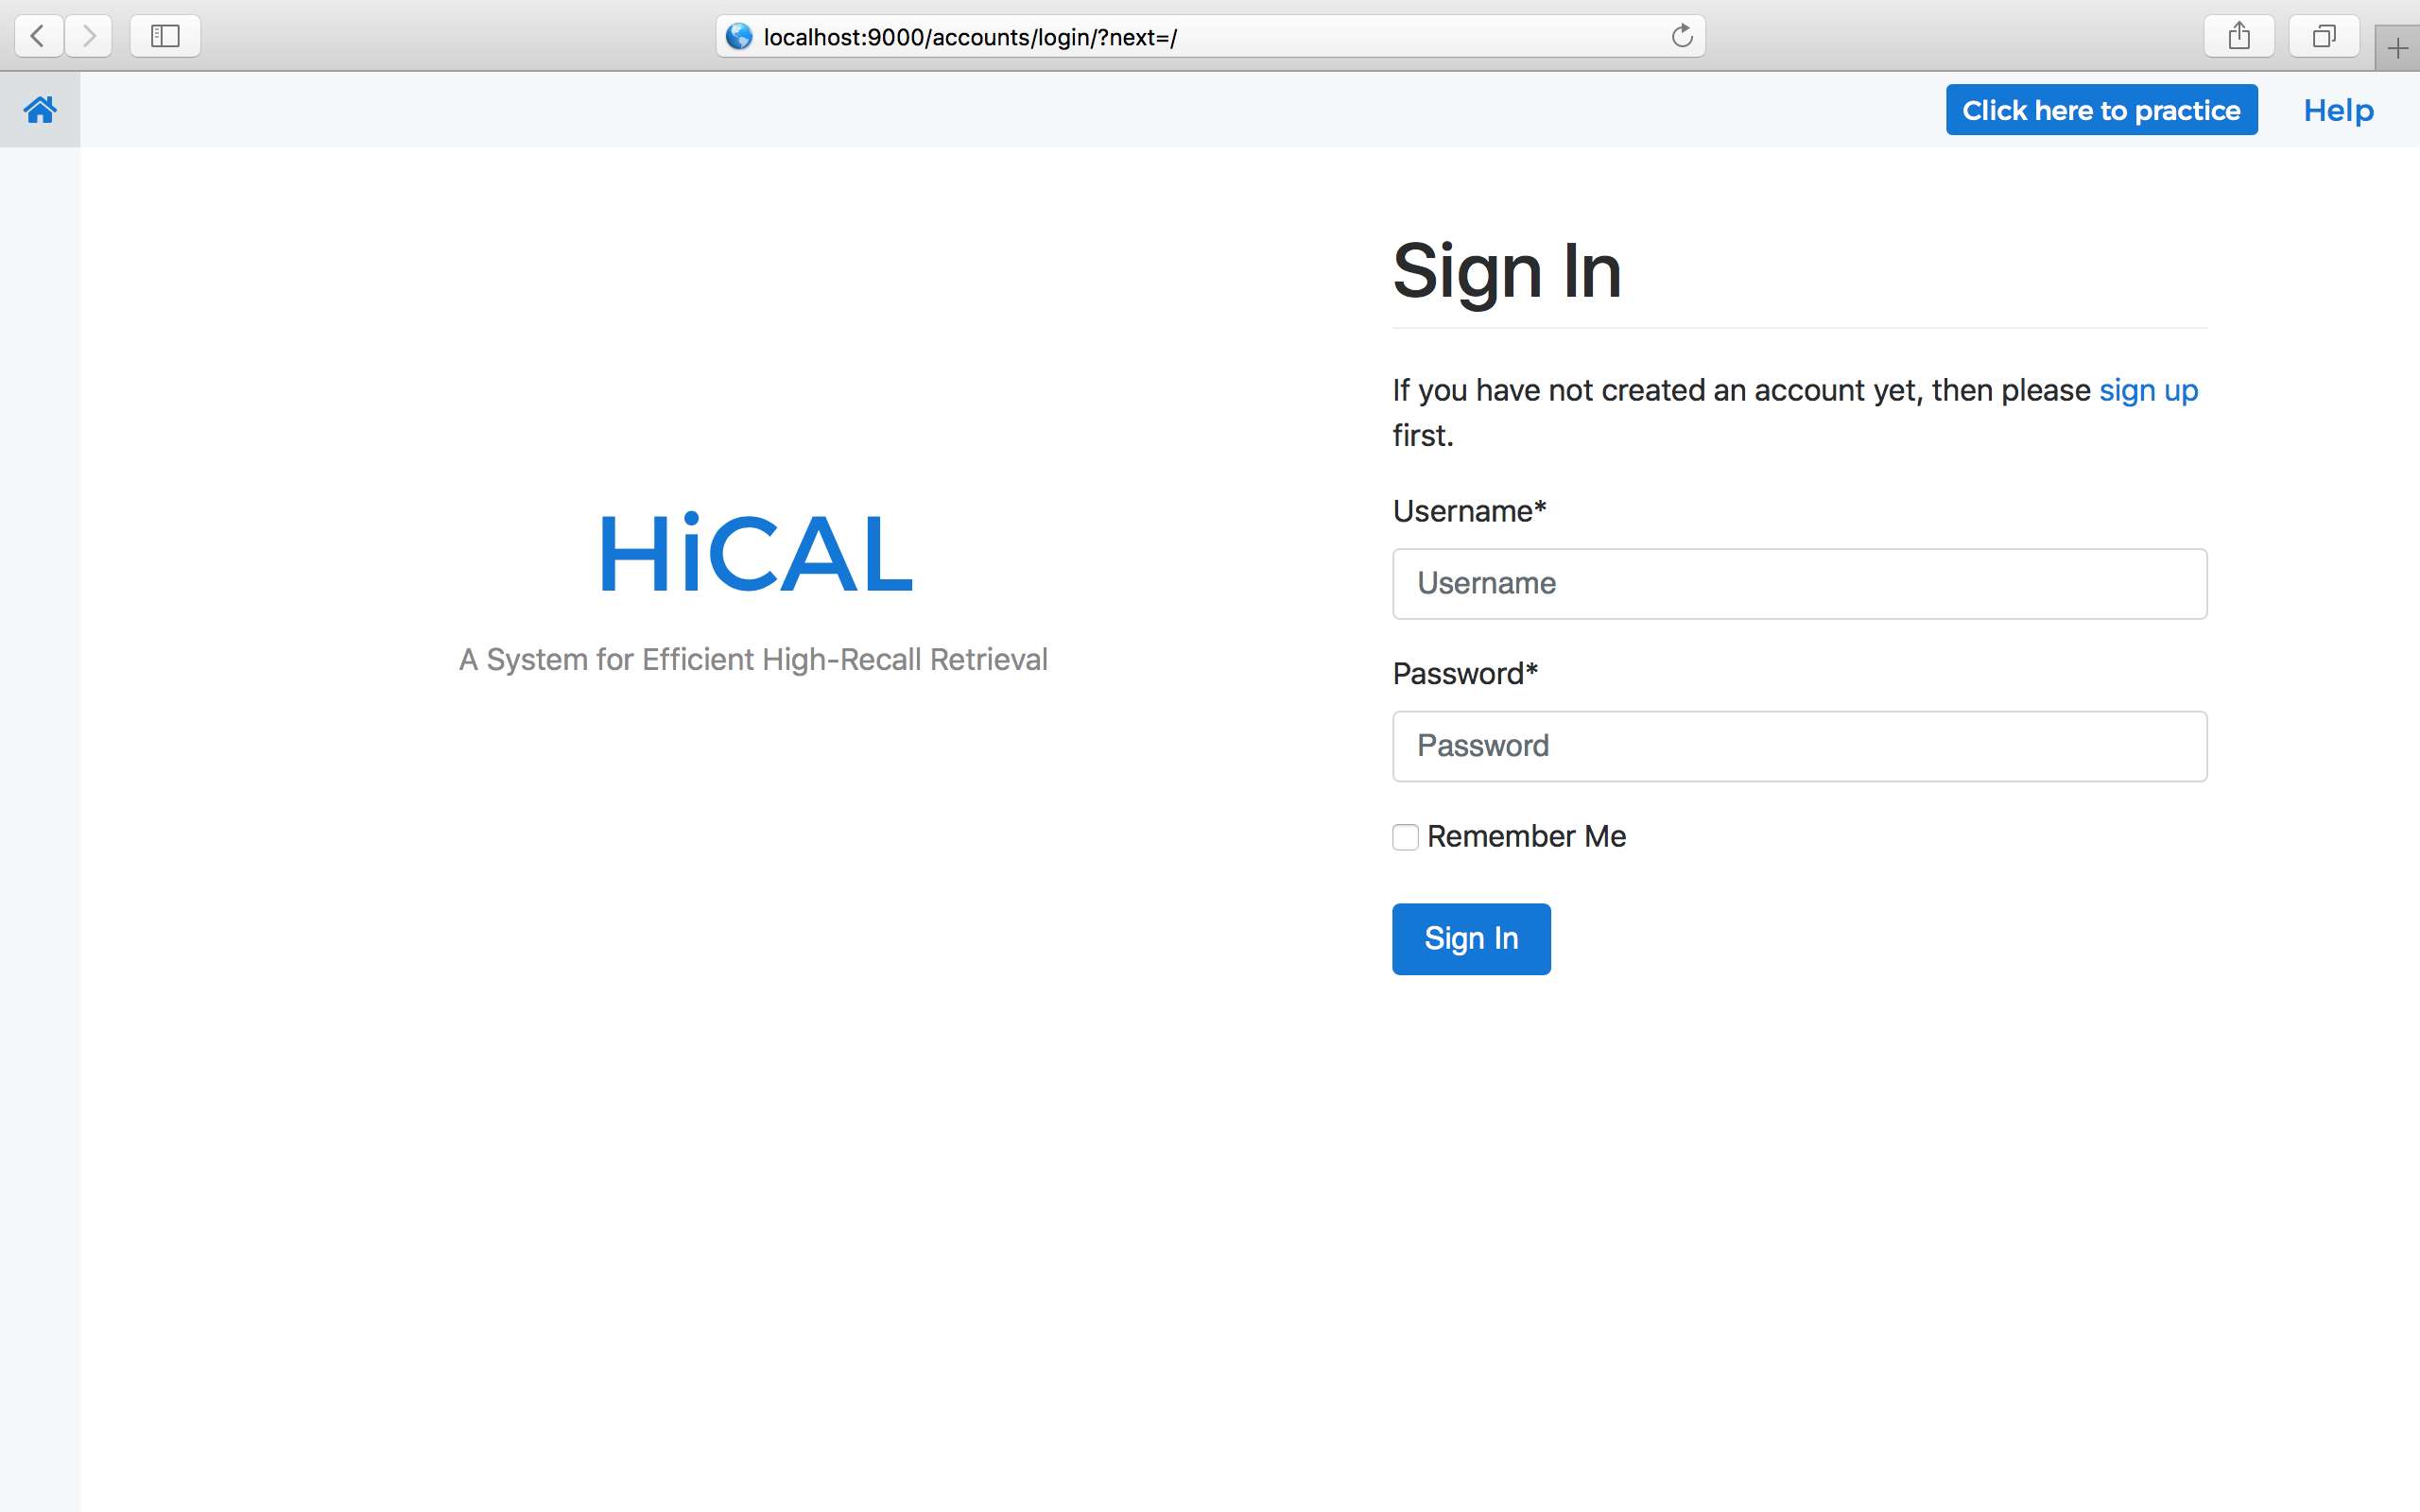 localhost:9000/accounts/login/?next=/
Click here to practice
Help
Sign In
If you have not created an account yet, then please sign up
first.
HiCAL
A System for Efficient High-Recall Retrieval
Username*
Username
Password*
Password
Remember Me
Sign In